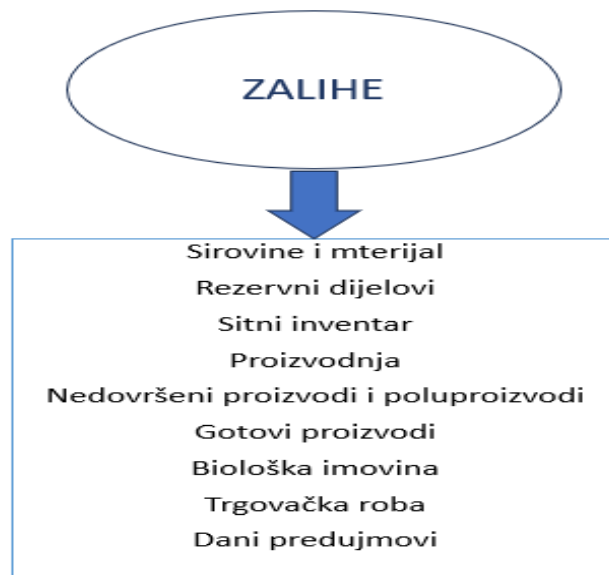 ZALIHE
Sirovine i mterijal
Rezervni dijelovi
Sitni inventar
Proizvodnja
Nedovršeni proizvodi i poluproizvodi
Gotovi proizvodi
Biološka imovina
Trgovačka roba
Dani predujmovi